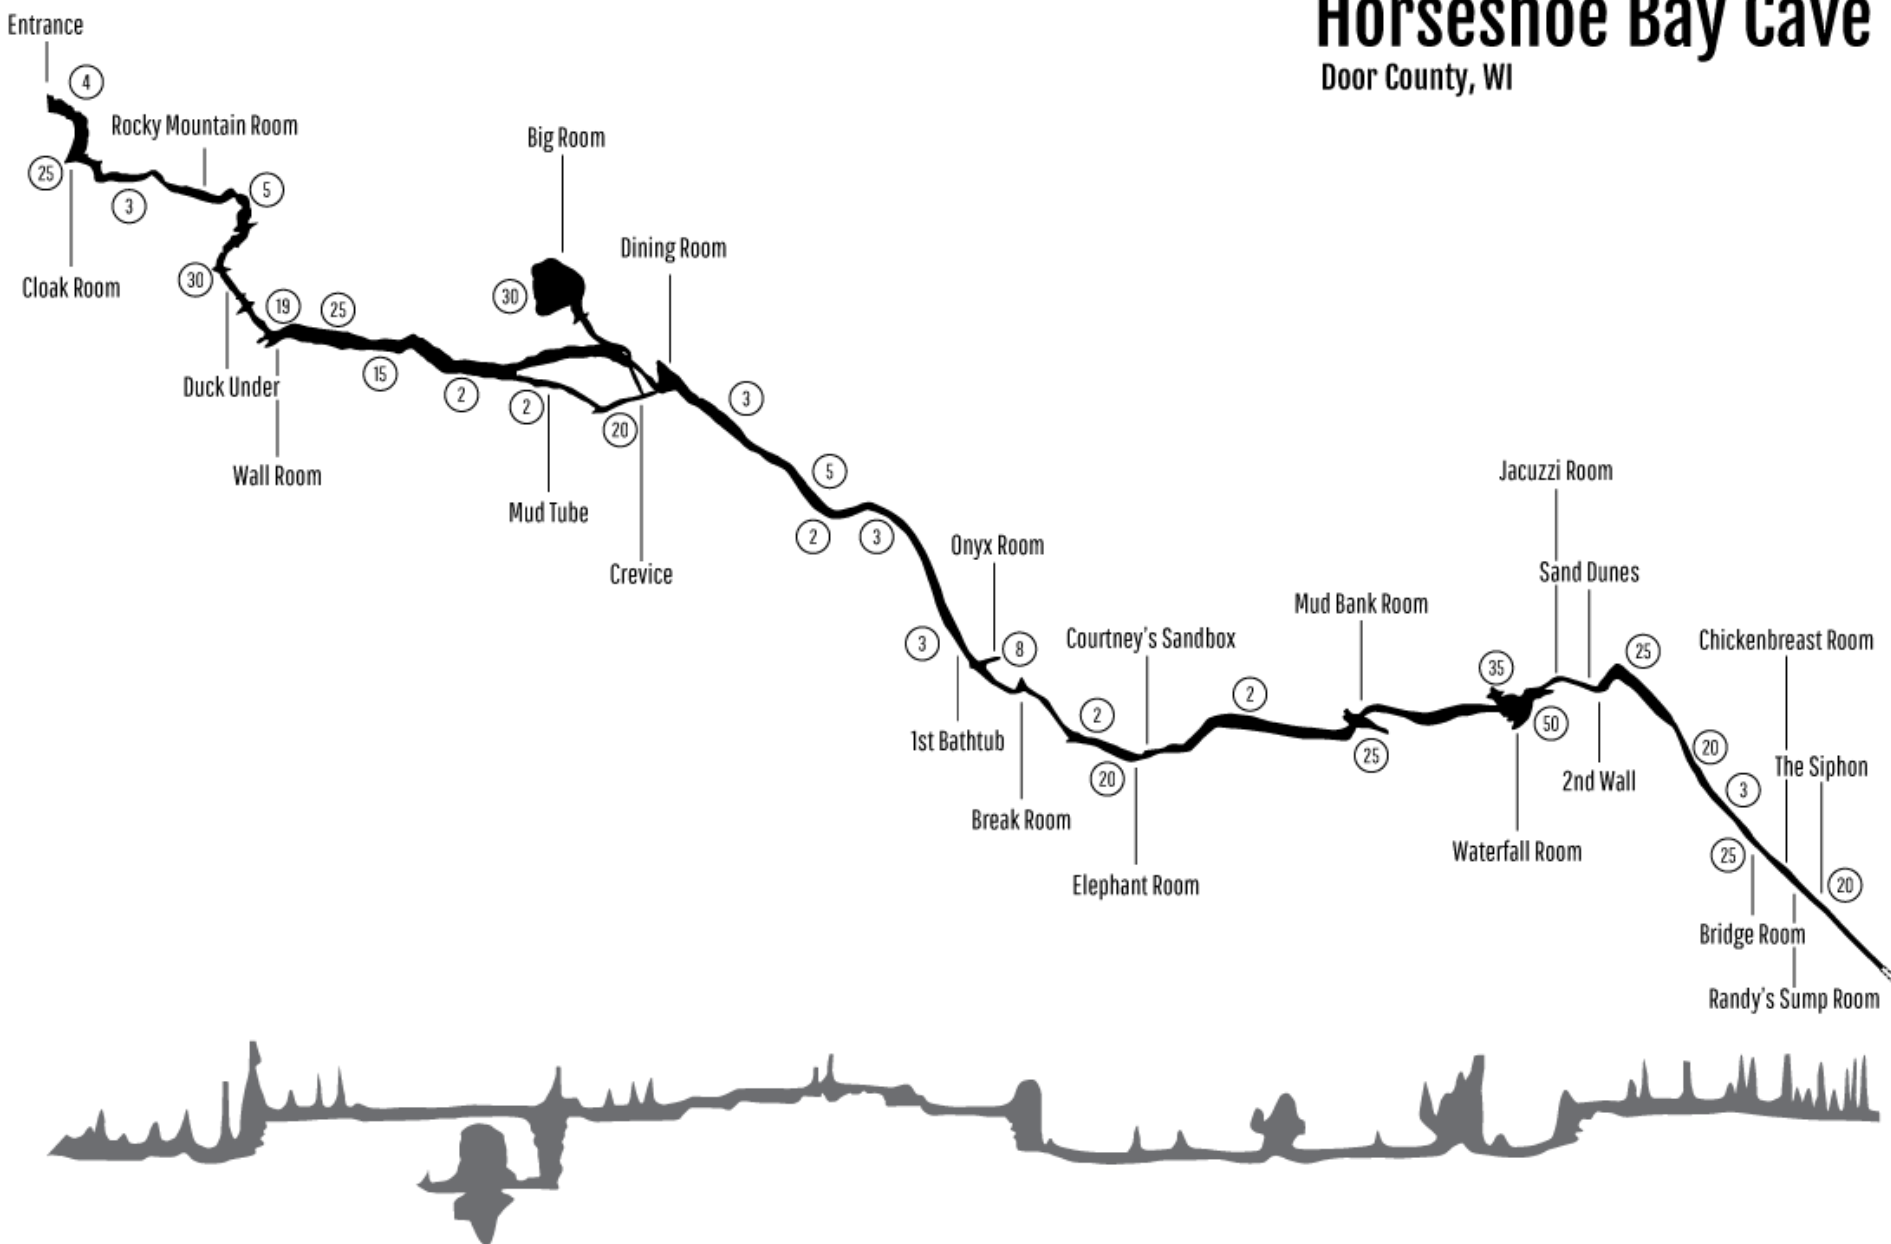 Horseshoe Bay Cave
Door County, WI
Entrance
4
Rocky Mountain Room
25
3
5
Cloak Room
30
19
25
Duck Under
15
2
Wall Room
Big Room
30
Dining Room
2
20
Mud Tube
Crevice
3
5
2
3
Onyx Room
3
8
1st Bathtub
Break Room
Courtney's Sandbox
2
20
Elephant Room
2
Mud Bank Room
25
Jacuzzi Room
Sand Dunes
35
50
25
2nd Wall
Waterfall Room
Chickenbreast Room
20
The Siphon
3
25
20
Bridge Room
Randy's Sump Room